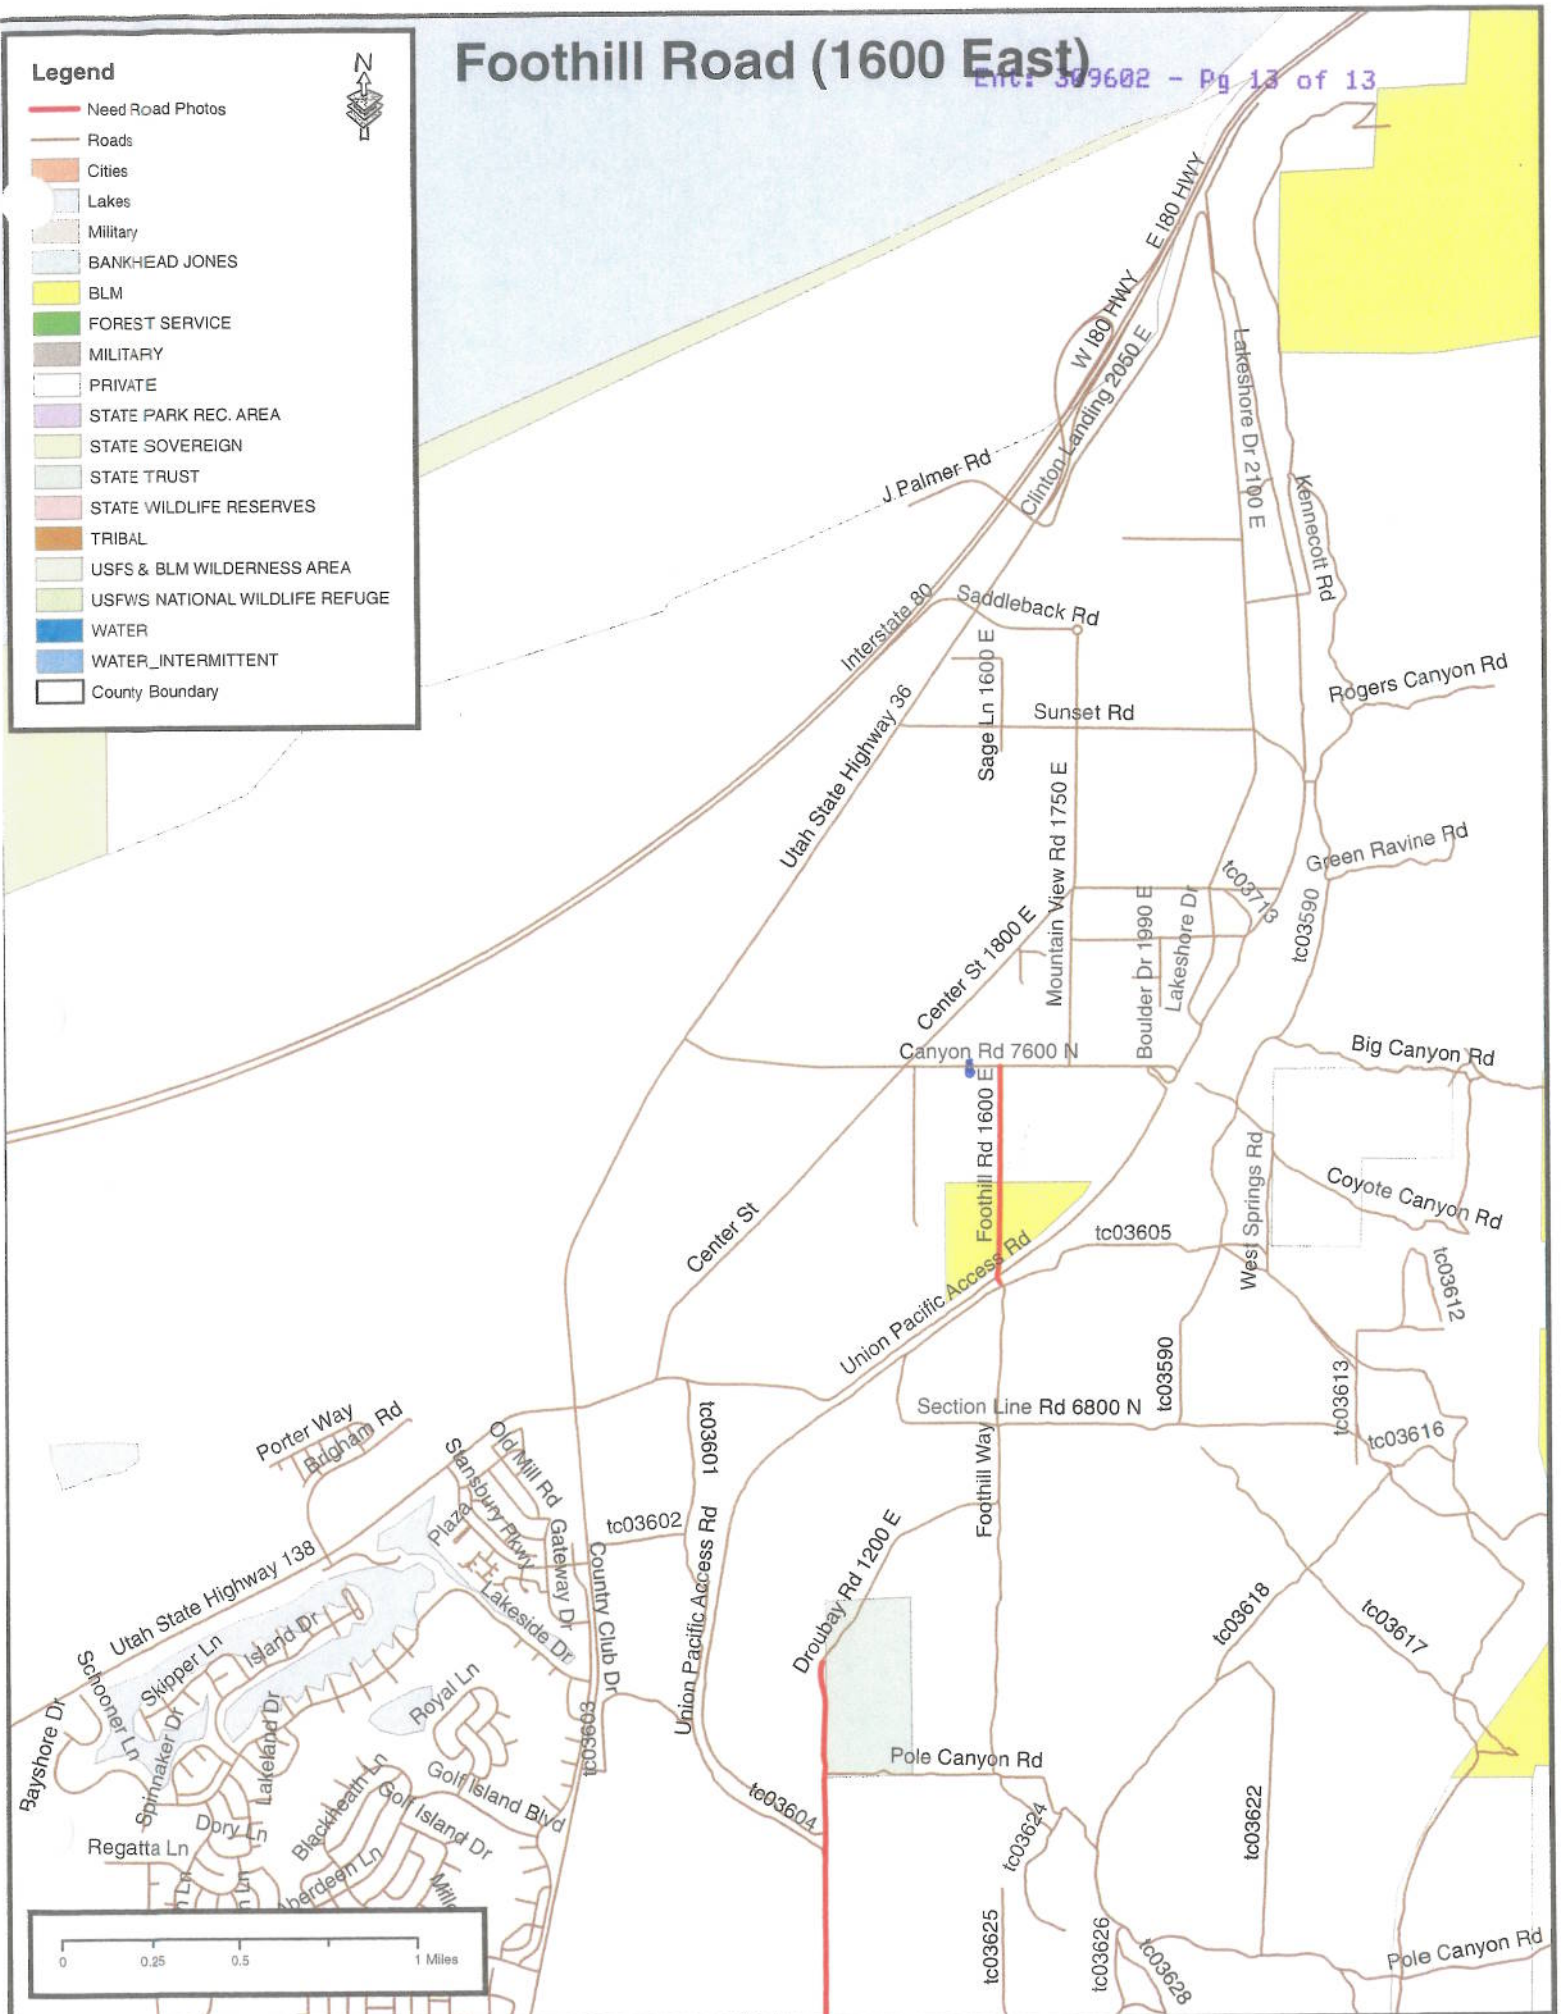 Foothill Road (1600 East)
Ent: 309602 - Pg 13 of 13
Legend
N
Need Road Photos
Roads
Cities
Lakes
Military
BANKHEAD JONES
BLM
FOREST SERVICE
MILITARY
PRIVATE
STATE PARK REC. AREA
STATE SOVEREIGN
STATE TRUST
STATE WILDLIFE RESERVES
TRIBAL
USFS & BLM WILDERNESS AREA
USFWS NATIONAL WILDLIFE REFUGE
WATER
WATER_INTERMITTENT
County Boundary
E I80 HWY
W I80 HWY
Clinton Landing 2050 E
Lakeshore Dr 2100 E
J Palmer Rd
Kennecott Rd
Interstate 80
Saddleback Rd
Sage Ln 1600 E
Rogers Canyon Rd
Utah State Highway 36
Sunset Rd
Mountain View Rd 1750 E
Green Ravine Rd
tc03713
tc03590
Center St 1800 E
Boulder Dr 1990 E
Lakeshore Dr
Canyon Rd 7600 N
Big Canyon Rd
Foothill Rd 1600 E
West Springs Rd
Coyote Canyon Rd
Center St
tc03605
Union Pacific Access Rd
tc03612
tc03590
tc03613
Section Line Rd 6800 N
tc03616
Porter Way
Brigham Rd
Old Mill Rd
Stansbury Pkwy
Plaza
tc03601
Foothill Way
tc03602
Gateway Dr
Country Club Dr
Union Pacific Access Rd
Droubay Rd 1200 E
Utah State Highway 138
Lakeside Dr
tc03618
tc03617
Island Dr
Skipper Ln
Schooner Ln
Royal Ln
Bayshore Dr
Spinnaker Dr
Lakeland Dr
tc03603
Pole Canyon Rd
Golf Island Blvd
Blackheath Ln
Golf Island Dr
tc03604
tc03624
tc03622
Dory Ln
Regatta Ln
Aberdeen Ln
Mille
n Ln
n Ln
tc03625
tc03626
tc03628
Pole Canyon Rd
0 0.25 0.5 1 Miles